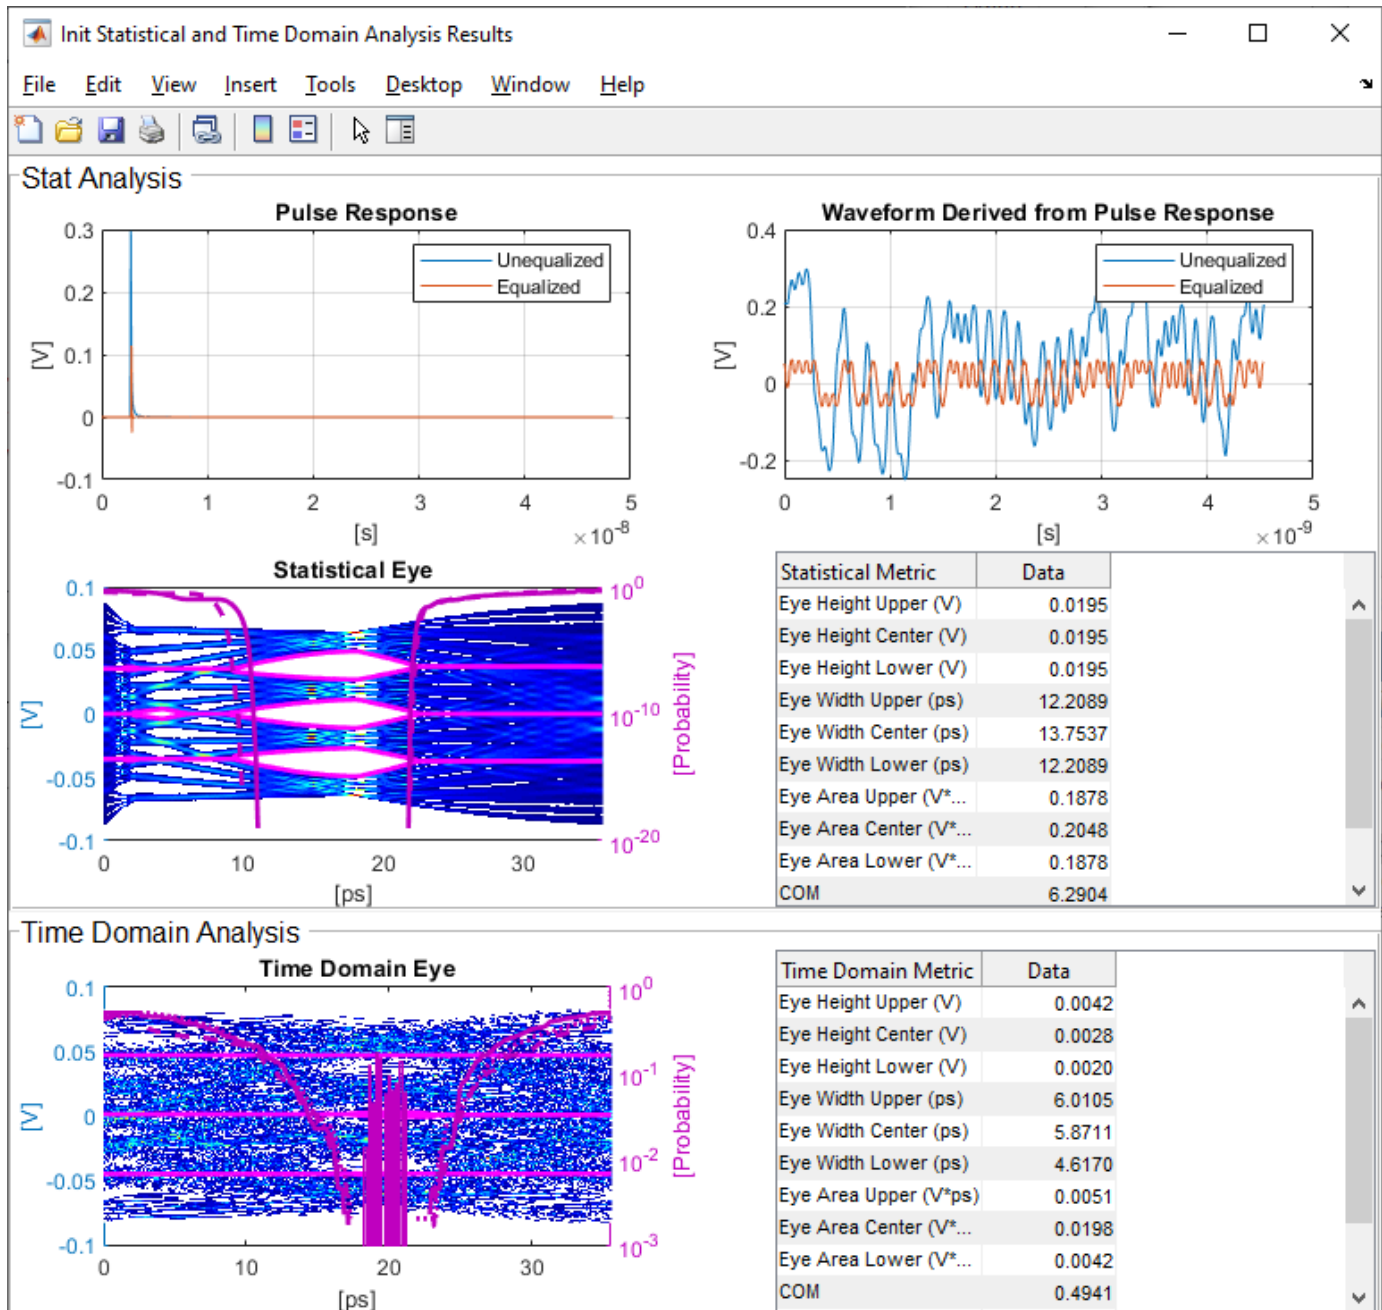 Init Statistical and Time Domain Analysis Results
File Edit View Insert Tools Desktop Window Help
Stat Analysis
Pulse Response
0.3
0.2
0.1
0
-0.1
[V]
Unequalized
Equalized
0 1 2 3 4 5
[s]
×10-8
Waveform Derived from Pulse Response
0.4
0.2
0
-0.2
[V]
Unequalized
Equalized
0 1 2 3 4 5
[s]
×10-9
Statistical Eye
0.1
0.05
0
-0.05
-0.1
[V]
100
10-10
10-20
[Probability]
0 10 20 30
[ps]
Statistical Metric Data
Eye Height Upper (V) 0.0195
Eye Height Center (V) 0.0195
Eye Height Lower (V) 0.0195
Eye Width Upper (ps) 12.2089
Eye Width Center (ps) 13.7537
Eye Width Lower (ps) 12.2089
Eye Area Upper (V*... 0.1878
Eye Area Center (V*... 0.2048
Eye Area Lower (V*... 0.1878
COM 6.2904
Time Domain Analysis
Time Domain Eye
0.1
0.05
0
-0.05
-0.1
[V]
100
10-1
10-2
10-3
[Probability]
0 10 20 30
[ps]
Time Domain Metric Data
Eye Height Upper (V) 0.0042
Eye Height Center (V) 0.0028
Eye Height Lower (V) 0.0020
Eye Width Upper (ps) 6.0105
Eye Width Center (ps) 5.8711
Eye Width Lower (ps) 4.6170
Eye Area Upper (V*ps) 0.0051
Eye Area Center (V*... 0.0198
Eye Area Lower (V*... 0.0042
COM 0.4941